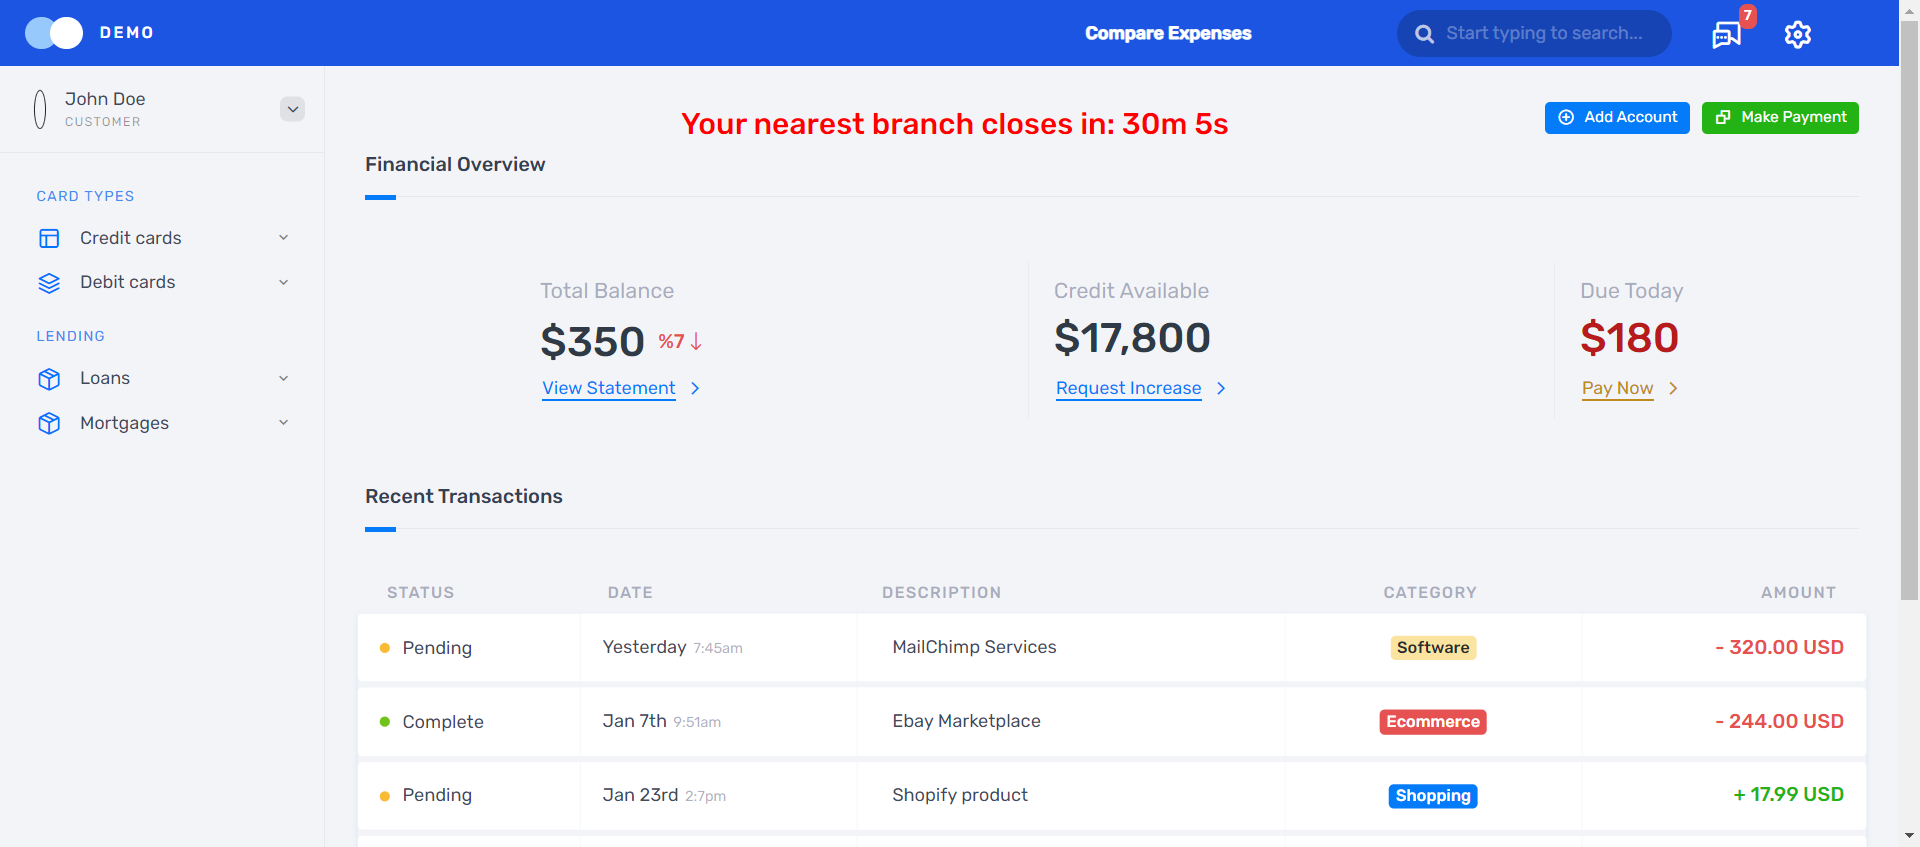 DEMO
Compare Expenses
Start typing to search...
7
John Doe
CUSTOMER
Your nearest branch closes in: 30m 5s
Add Account
Make Payment
Financial Overview
CARD TYPES
Credit cards
Debit cards
LENDING
Loans
Mortgages
Total Balance
$350 %7
View Statement
Credit Available
$17,800
Request Increase
Due Today
$180
Pay Now
Recent Transactions
STATUS DATE DESCRIPTION CATEGORY AMOUNT
Pending Yesterday 7:45am MailChimp Services Software - 320.00 USD
Complete Jan 7th 9:51am Ebay Marketplace Ecommerce - 244.00 USD
Pending Jan 23rd 2:7pm Shopify product Shopping + 17.99 USD